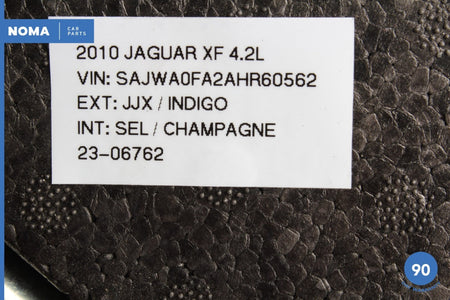 NOMA CAR PARTS
2010 JAGUAR XF 4.2L
VIN: SAJWA0FA2AHR60562
EXT: JJX / INDIGO
INT: SEL / CHAMPAGNE
23-06762
90